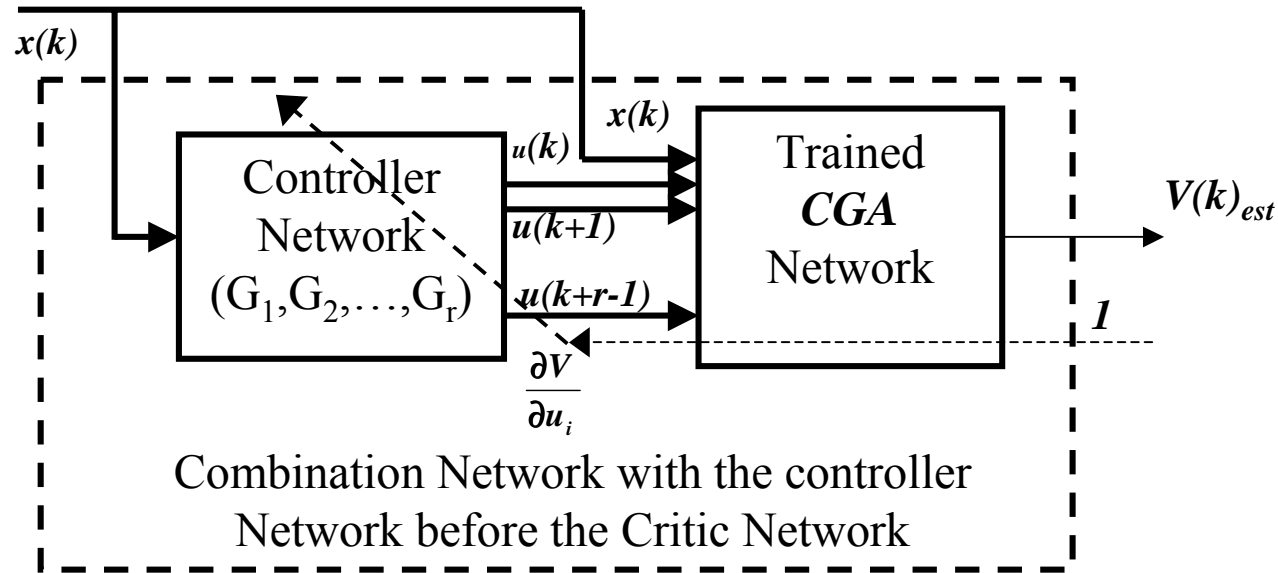 x(k)
x(k)
Controller
Network
(G₁,G₂,…,Gᵣ)
u(k)
u(k+1)
u(k+r-1)
Trained
CGA
Network
V(k)ₑₛₜ
1
∂V
∂uᵢ
Combination Network with the controller
Network before the Critic Network